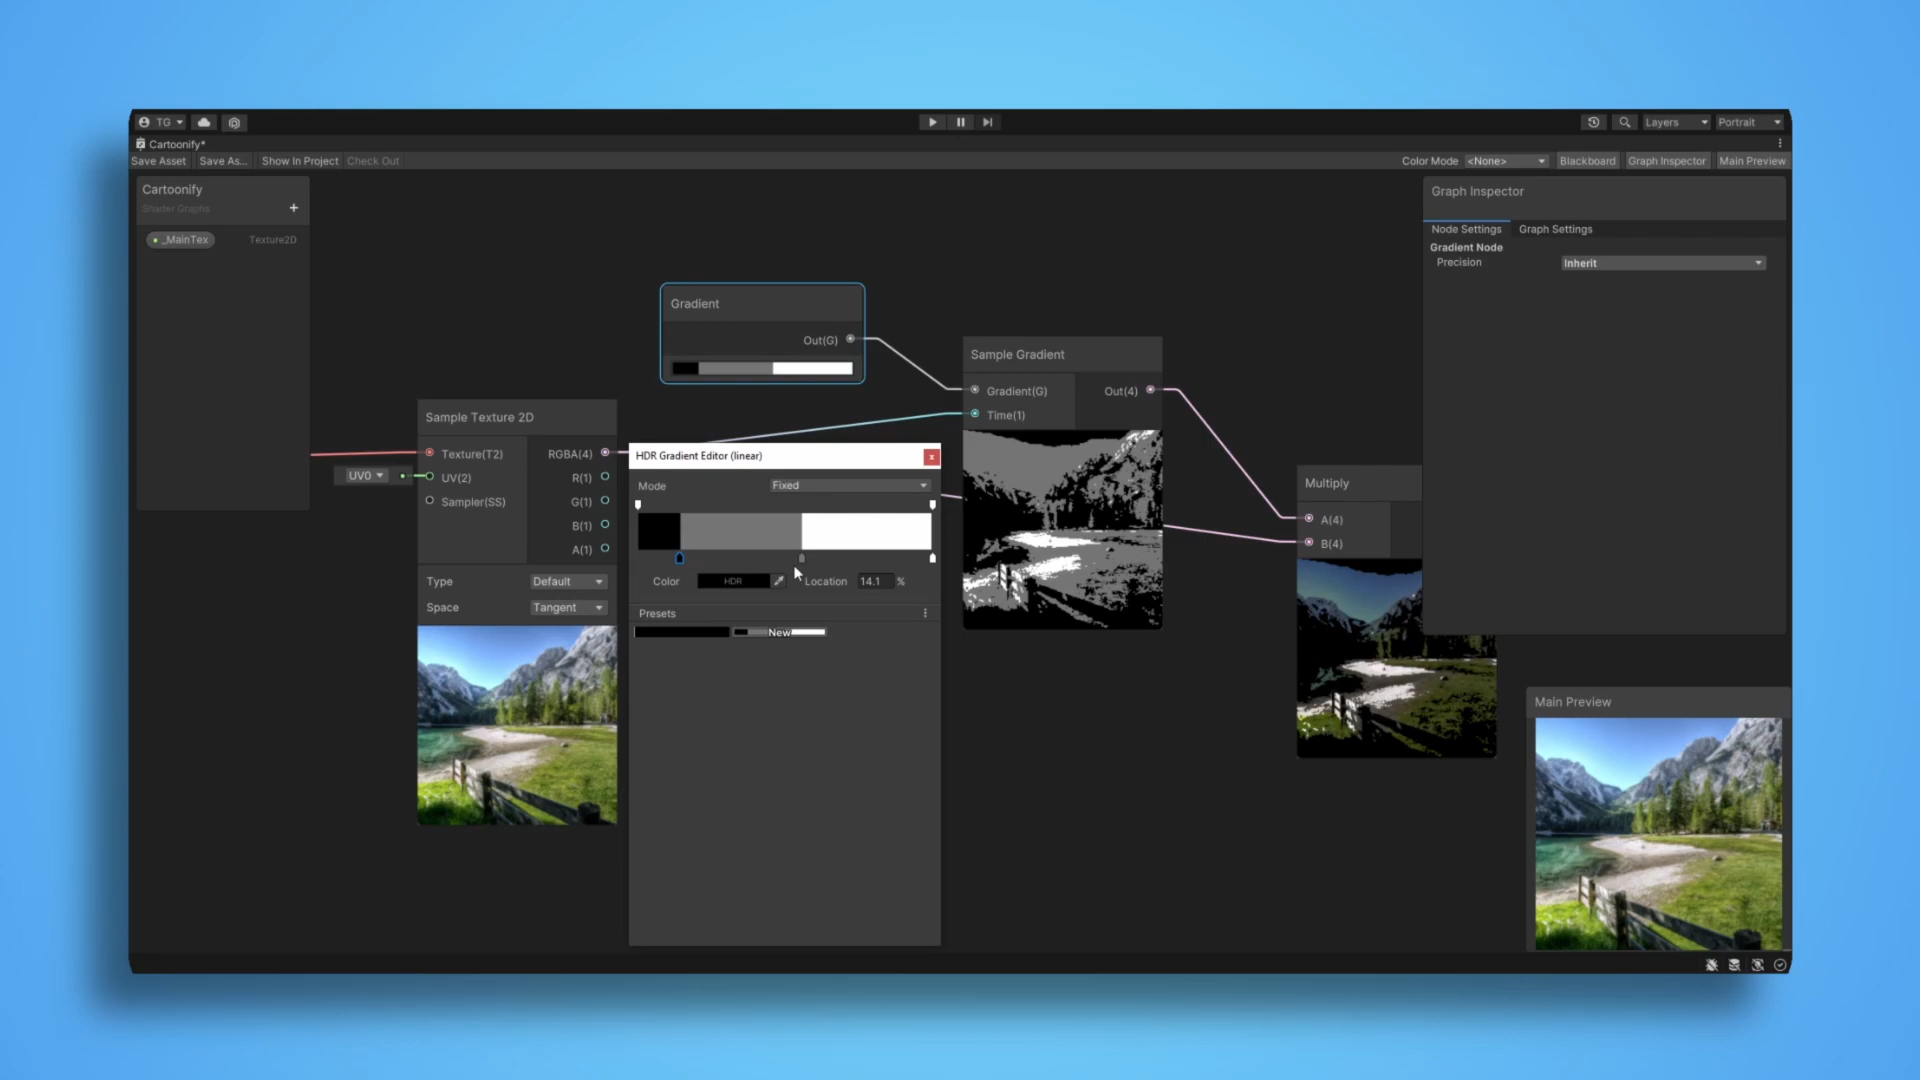 TG
Layers
Portrait
Cartoonify*
Save Asset
Save As...
Show In Project
Check Out
Color Mode
<None>
Blackboard
Graph Inspector
Main Preview
Cartoonify
Shader Graphs
+
_MainTex
Texture2D
Graph Inspector
Node Settings
Graph Settings
Gradient Node
Precision
Inherit
Gradient
Out(G)
Sample Gradient
Gradient(G)
Out(4)
Time(1)
Sample Texture 2D
Texture(T2)
RGBA(4)
UV0
UV(2)
R(1)
Sampler(SS)
G(1)
B(1)
A(1)
Type
Default
Space
Tangent
HDR Gradient Editor (linear)
x
Mode
Fixed
Color
HDR
Location
14.1
%
Presets
New
Multiply
A(4)
B(4)
Main Preview